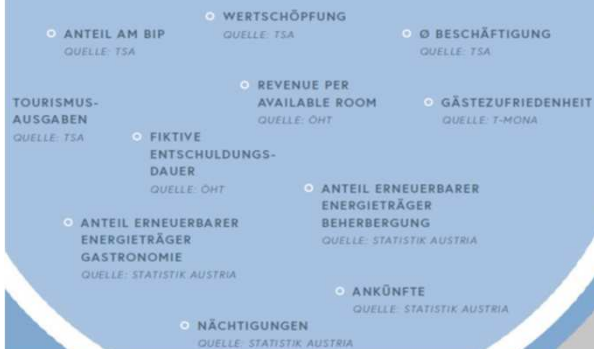 WERTSCHÖPFUNG
QUELLE: TSA
ANTEIL AM BIP
QUELLE: TSA
Ø BESCHÄFTIGUNG
QUELLE: TSA
REVENUE PER
AVAILABLE ROOM
QUELLE: ÖHT
TOURISMUS-
AUSGABEN
QUELLE: TSA
GÄSTEZUFRIEDENHEIT
QUELLE: T-MONA
FIKTIVE
ENTSCHULDUNGS-
DAUER
QUELLE: ÖHT
ANTEIL ERNEUERBARER
ENERGIETRÄGER
BEHERBERGUNG
QUELLE: STATISTIK AUSTRIA
ANTEIL ERNEUERBARER
ENERGIETRÄGER
GASTRONOMIE
QUELLE: STATISTIK AUSTRIA
ANKÜNFTE
QUELLE: STATISTIK AUSTRIA
NÄCHTIGUNGEN
QUELLE: STATISTIK AUSTRIA